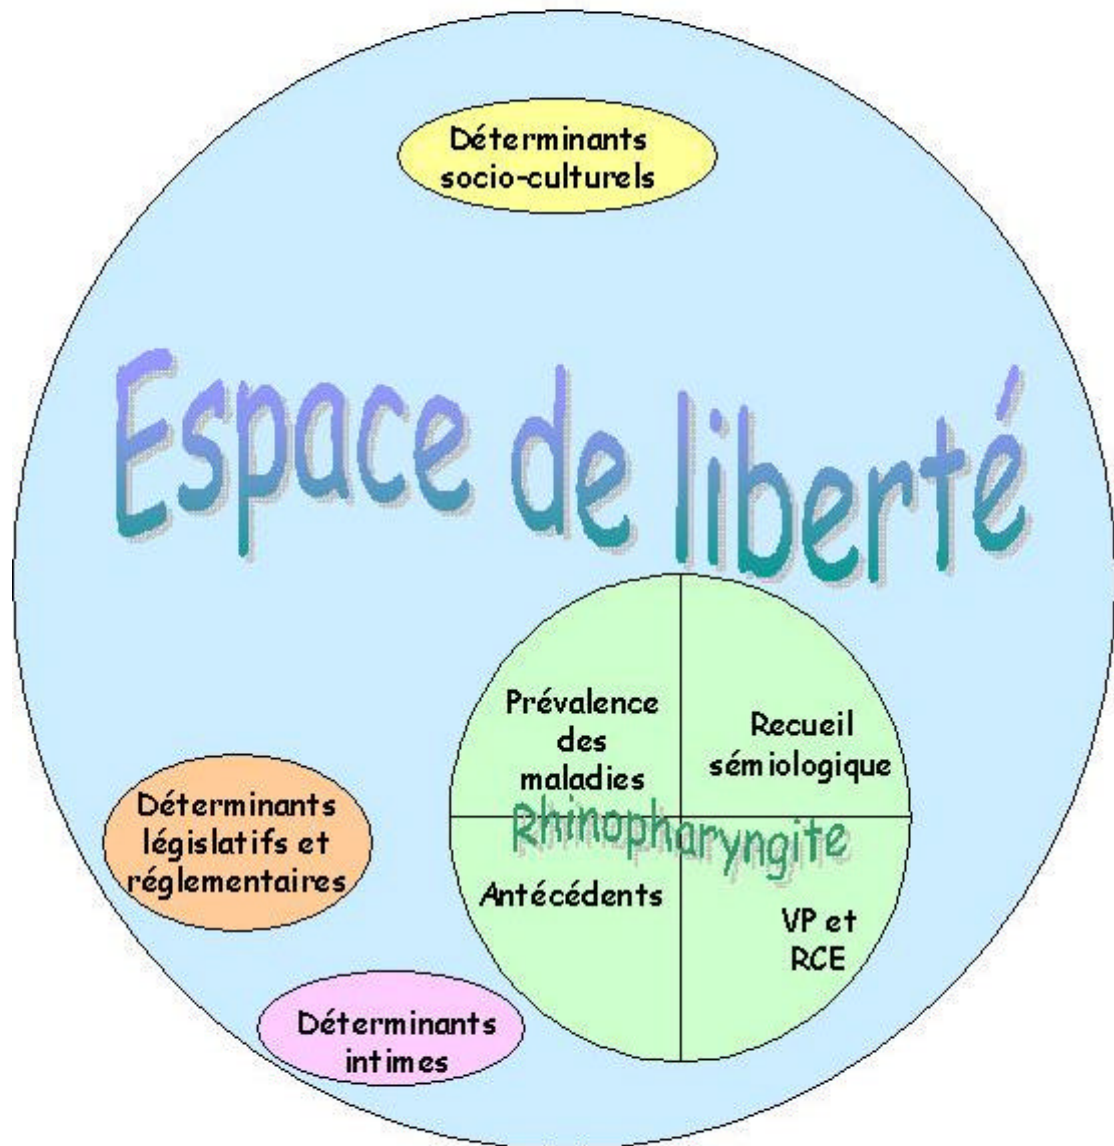 Déterminants
socio-culturels
Espace de liberté
Prévalence
des
maladies
Recueil
sémiologique
Rhinopharyngite
Antécédents
VP et
RCE
Déterminants
législatifs et
réglementaires
Déterminants
intimes